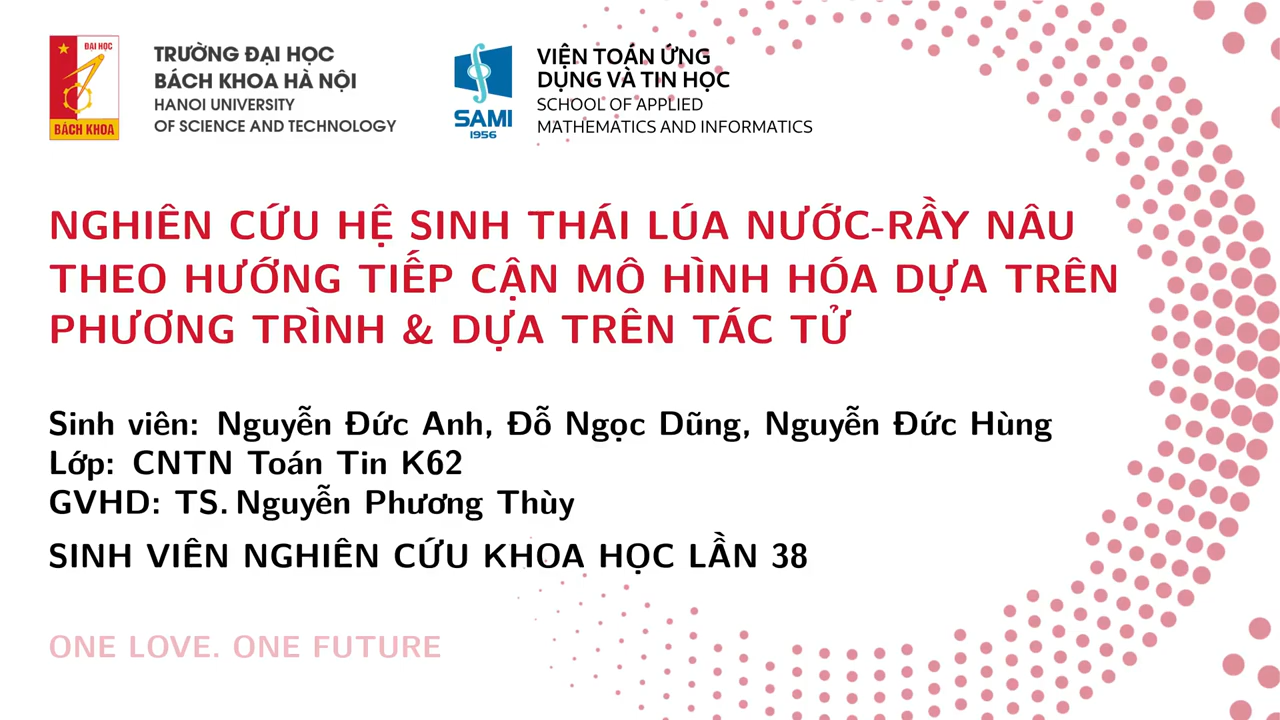 ĐẠI HỌC
BÁCH KHOA
TRƯỜNG ĐẠI HỌC
BÁCH KHOA HÀ NỘI
HANOI UNIVERSITY
OF SCIENCE AND TECHNOLOGY
SAMI
1956
VIỆN TOÁN ỨNG
DỤNG VÀ TIN HỌC
SCHOOL OF APPLIED
MATHEMATICS AND INFORMATICS
NGHIÊN CỨU HỆ SINH THÁI LÚA NƯỚC-RẦY NÂU
THEO HƯỚNG TIẾP CẬN MÔ HÌNH HÓA DỰA TRÊN
PHƯƠNG TRÌNH & DỰA TRÊN TÁC TỬ
Sinh viên: Nguyễn Đức Anh, Đỗ Ngọc Dũng, Nguyễn Đức Hùng
Lớp: CNTN Toán Tin K62
GVHD: TS. Nguyễn Phương Thùy
SINH VIÊN NGHIÊN CỨU KHOA HỌC LẦN 38
ONE LOVE. ONE FUTURE